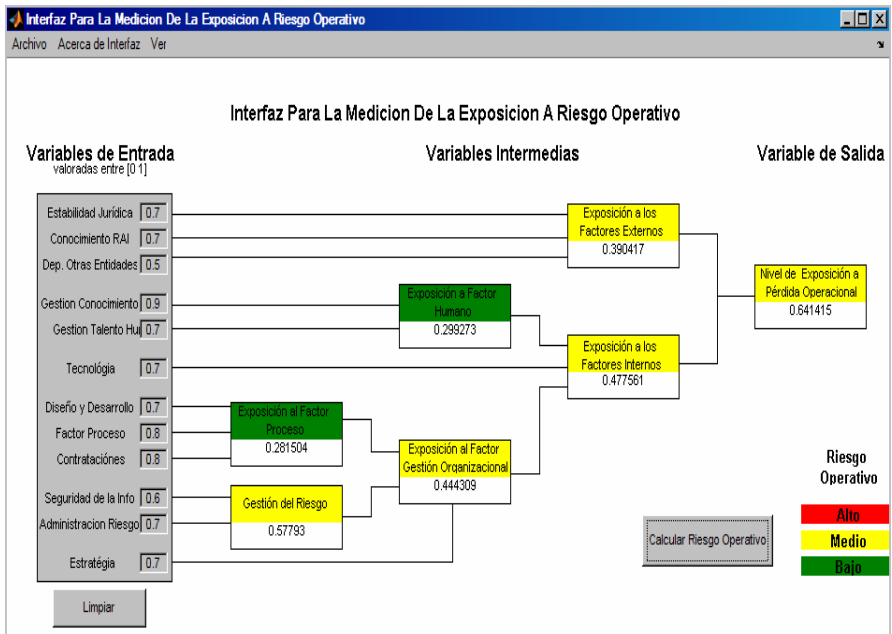 Interfaz Para La Medicion De La Exposicion A Riesgo Operativo
Archivo Acerca de Interfaz Ver
Interfaz Para La Medicion De La Exposicion A Riesgo Operativo
Variables de Entrada
valoradas entre [0 1]
Variables Intermedias
Variable de Salida
Estabilidad Jurídica 0.7
Conocimiento RAI 0.7
Dep. Otras Entidades 0.5
Gestion Conocimiento 0.9
Gestion Talento Hu 0.7
Tecnológia 0.7
Diseño y Desarrollo 0.7
Factor Proceso 0.8
Contrataciónes 0.8
Seguridad de la Info 0.6
Administracion Riesgo 0.7
Estratégia 0.7
Limpiar
Exposición al Factor
Proceso
0.281504
Gestión del Riesgo
0.57793
Exposición a Factor
Humano
0.299273
Exposición al Factor
Gestión Organizacional
0.444309
Exposición a los
Factores Externos
0.390417
Exposición a los
Factores Internos
0.477561
Nivel de Exposición a
Pérdida Operacional
0.641415
Calcular Riesgo Operativo
Riesgo
Operativo
Alto
Medio
Bajo